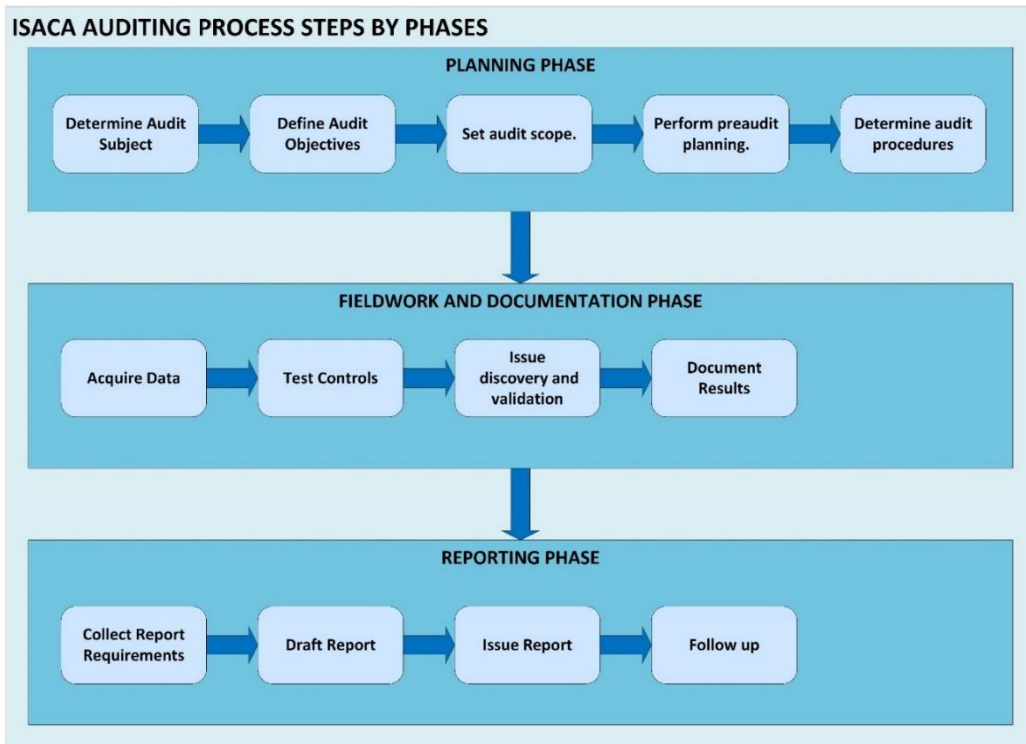 ISACA AUDITING PROCESS STEPS BY PHASES
PLANNING PHASE
Determine Audit
Subject
Define Audit
Objectives
Set audit scope.
Perform preaudit
planning.
Determine audit
procedures
FIELDWORK AND DOCUMENTATION PHASE
Acquire Data
Test Controls
Issue
discovery and
validation
Document
Results
REPORTING PHASE
Collect Report
Requirements
Draft Report
Issue Report
Follow up